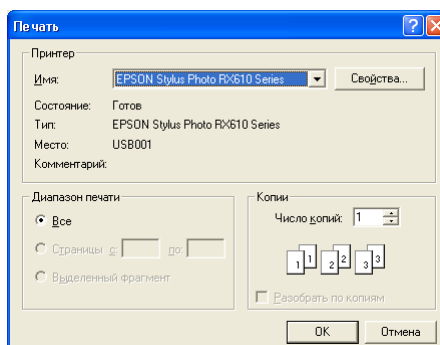 Печать
Принтер
Имя: EPSON Stylus Photo RX610 Series Свойства...
Состояние: Готов
Тип: EPSON Stylus Photo RX610 Series
Место: USB001
Комментарий:
Диапазон печати
Все
Страницы с: по:
Выделенный фрагмент
Копии
Число копий: 1
1 1 2 2 3 3
Разобрать по копиям
OK Отмена